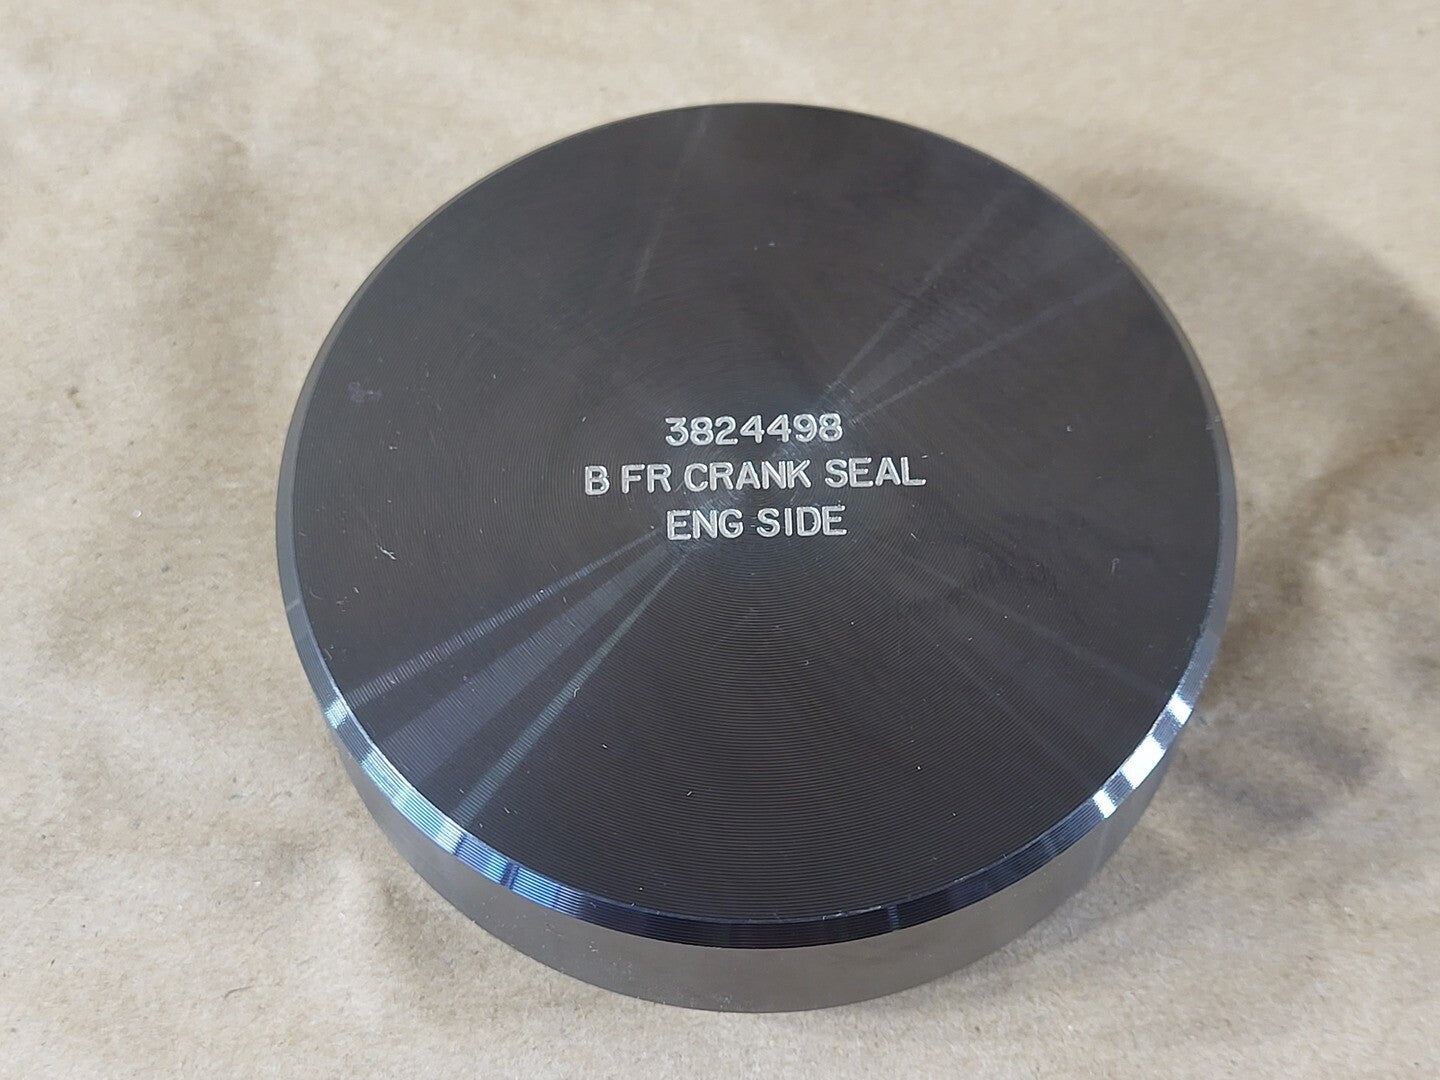 3824498
B FR CRANK SEAL
ENG SIDE